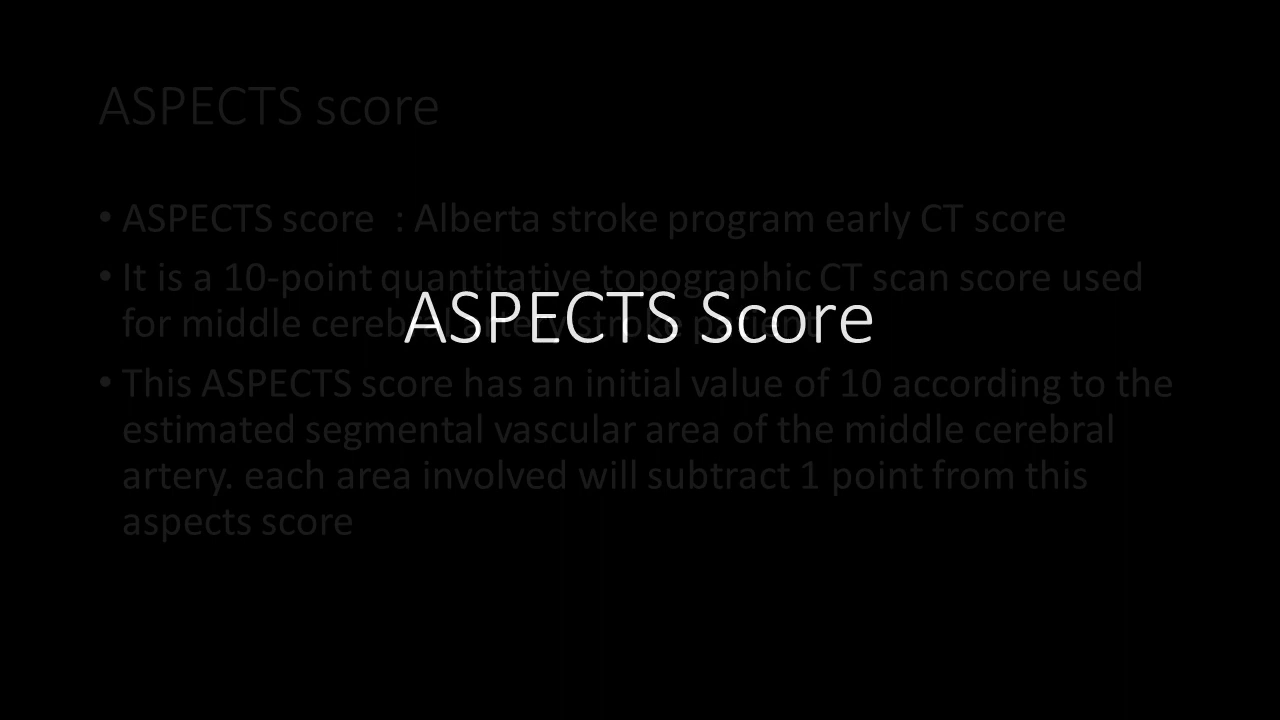 ASPECTS score
• ASPECTS score : Alberta stroke program early CT score
• It is a 10-point quantitative topographic CT scan score used
for middle cerebral artery stroke
ASPECTS Score
• This ASPECTS score has an initial value of 10 according to the
estimated segmental vascular area of the middle cerebral
artery. each area involved will subtract 1 point from this
aspects score